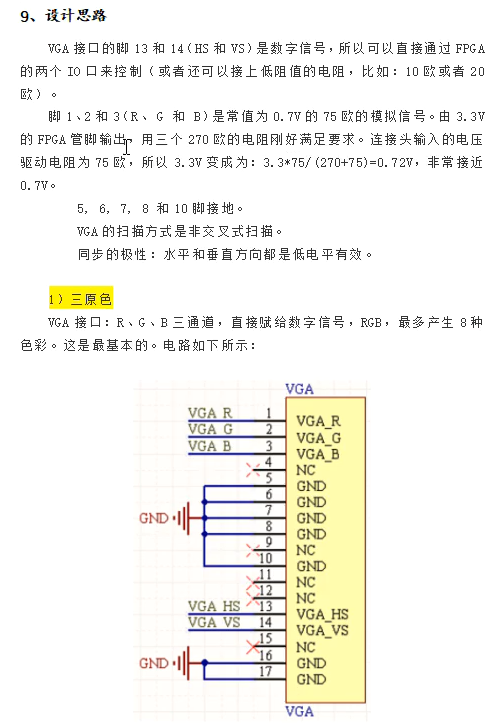 9、设计思路
VGA 接口的脚 13 和 14(HS 和 VS)是数字信号,所以可以直接通过 FPGA
的两个 IO 口来控制(或者还可以接上低阻值的电阻,比如:10 欧或者 20
欧)。
脚 1、2 和 3(R、G 和 B)是常值为 0.7V 的 75 欧的模拟信号。由 3.3V
的 FPGA 管脚输出,用三个 270 欧的电阻刚好满足要求。连接头输入的电压
驱动电阻为 75 欧,所以 3.3V 变成为:3.3*75/(270+75)=0.72V,非常接近
0.7V。
5, 6, 7, 8 和 10 脚接地。
VGA 的扫描方式是非交叉式扫描。
同步的极性:水平和垂直方向都是低电平有效。
1)三原色
VGA 接口:R、G、B 三通道,直接赋给数字信号,RGB,最多产生 8 种
色彩。这是最基本的。电路如下所示:
VGA
VGA R 1 VGA_R
VGA G 2 VGA_G
VGA B 3 VGA_B
4 NC
5 GND
6 GND
GND 7 GND
8 GND
9 NC
10 GND
11 NC
12 NC
VGA HS 13 VGA_HS
VGA VS 14 VGA_VS
15 NC
GND 16 GND
17 GND
VGA